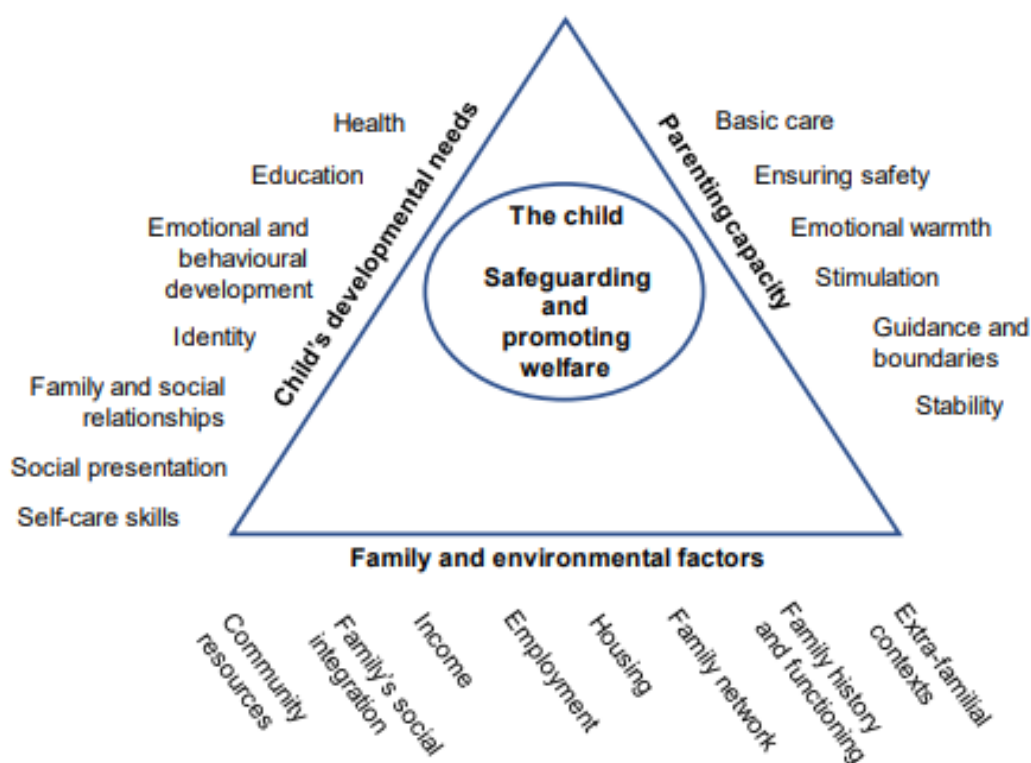 Health
Education
Emotional and
behavioural
development
Identity
Family and social
relationships
Social presentation
Self-care skills
Child's developmental needs
The child
Safeguarding
and
promoting
welfare
Parenting capacity
Basic care
Ensuring safety
Emotional warmth
Stimulation
Guidance and
boundaries
Stability
Family and environmental factors
Community
resources
Family's social
integration
Income
Employment
Housing
Family network
Family history
and functioning
Extra-familial
contexts